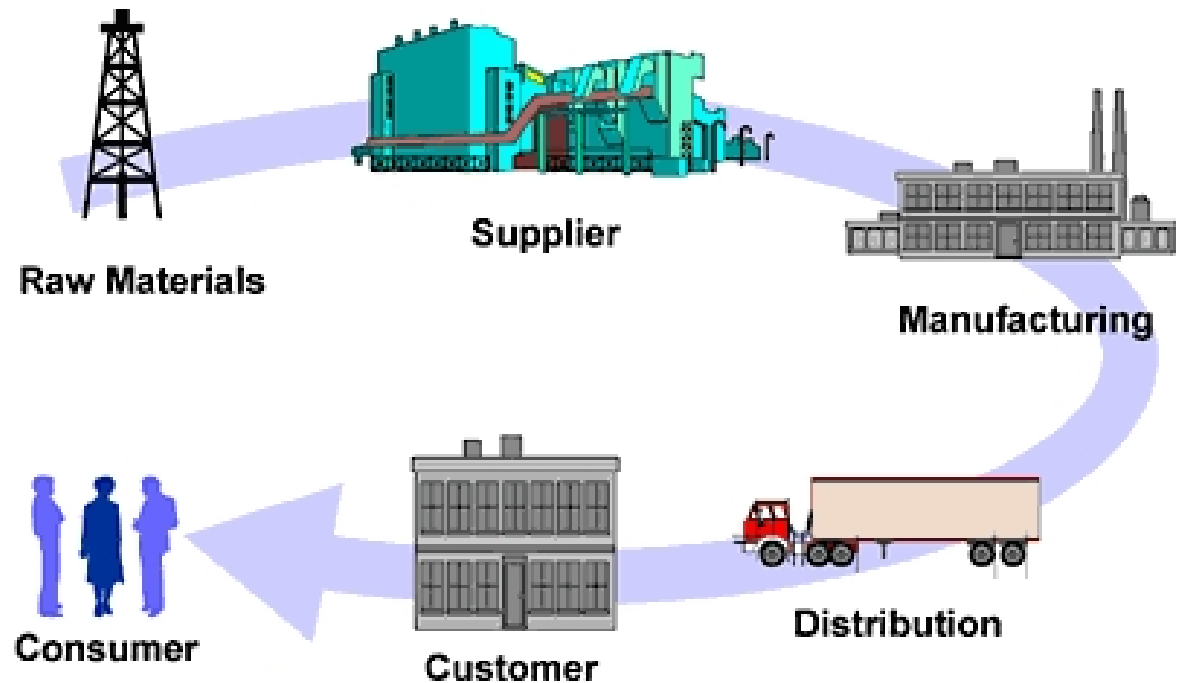 Raw Materials
Supplier
Manufacturing
Distribution
Customer
Consumer